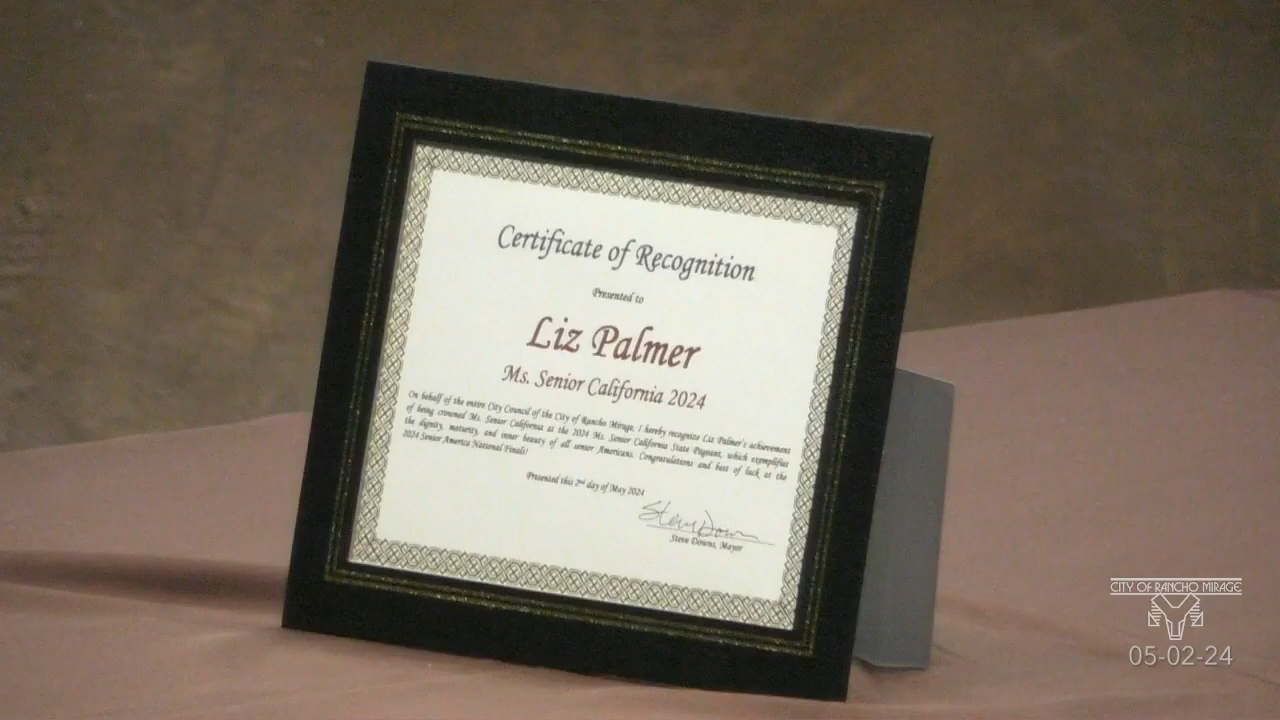 Certificate of Recognition
Presented to
Liz Palmer
Ms. Senior California 2024
On behalf of the entire City Council of the City of Rancho Mirage, I hereby recognize Liz Palmer's achievement
of being crowned Ms. Senior California at the 2024 Ms. Senior California State Pageant, which exemplifies
the dignity, maturity, and inner beauty of all senior Americans. Congratulations and best of luck at the
2024 Senior America National Finals!
Presented this 2nd day of May 2024
Steve Downs
Steve Downs, Mayor
CITY OF RANCHO MIRAGE
05-02-24